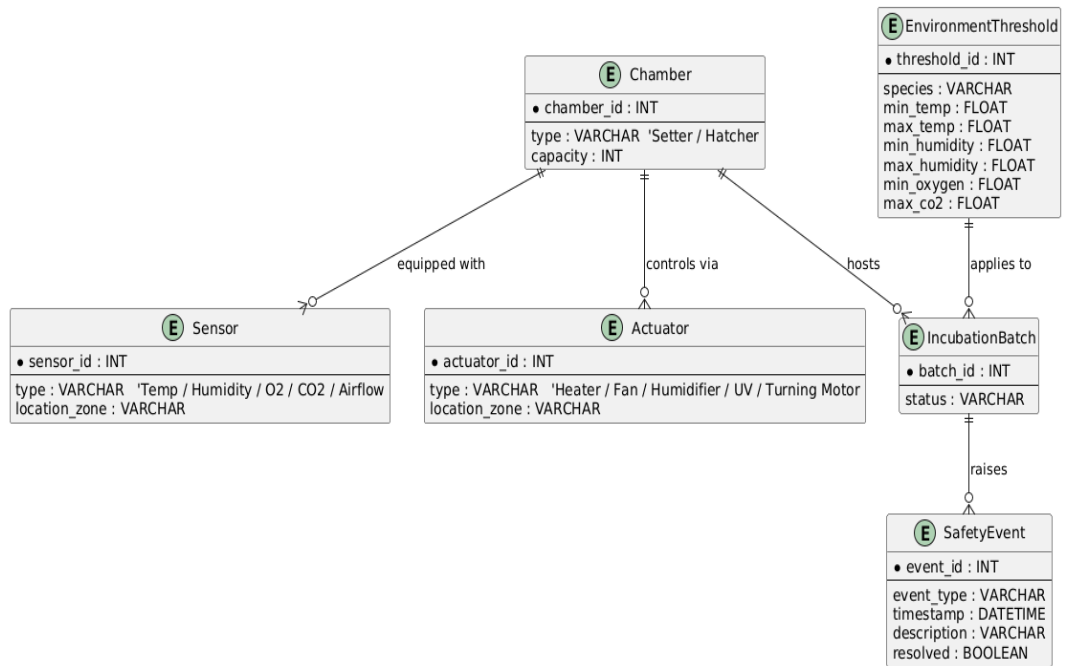 E EnvironmentThreshold
• threshold_id : INT
species : VARCHAR
min_temp : FLOAT
max_temp : FLOAT
min_humidity : FLOAT
max_humidity : FLOAT
min_oxygen : FLOAT
max_co2 : FLOAT
E Chamber
• chamber_id : INT
type : VARCHAR 'Setter / Hatcher
capacity : INT
equipped with
controls via
hosts
applies to
E Sensor
• sensor_id : INT
type : VARCHAR 'Temp / Humidity / O2 / CO2 / Airflow
location_zone : VARCHAR
E Actuator
• actuator_id : INT
type : VARCHAR 'Heater / Fan / Humidifier / UV / Turning Motor
location_zone : VARCHAR
E IncubationBatch
• batch_id : INT
status : VARCHAR
raises
E SafetyEvent
• event_id : INT
event_type : VARCHAR
timestamp : DATETIME
description : VARCHAR
resolved : BOOLEAN